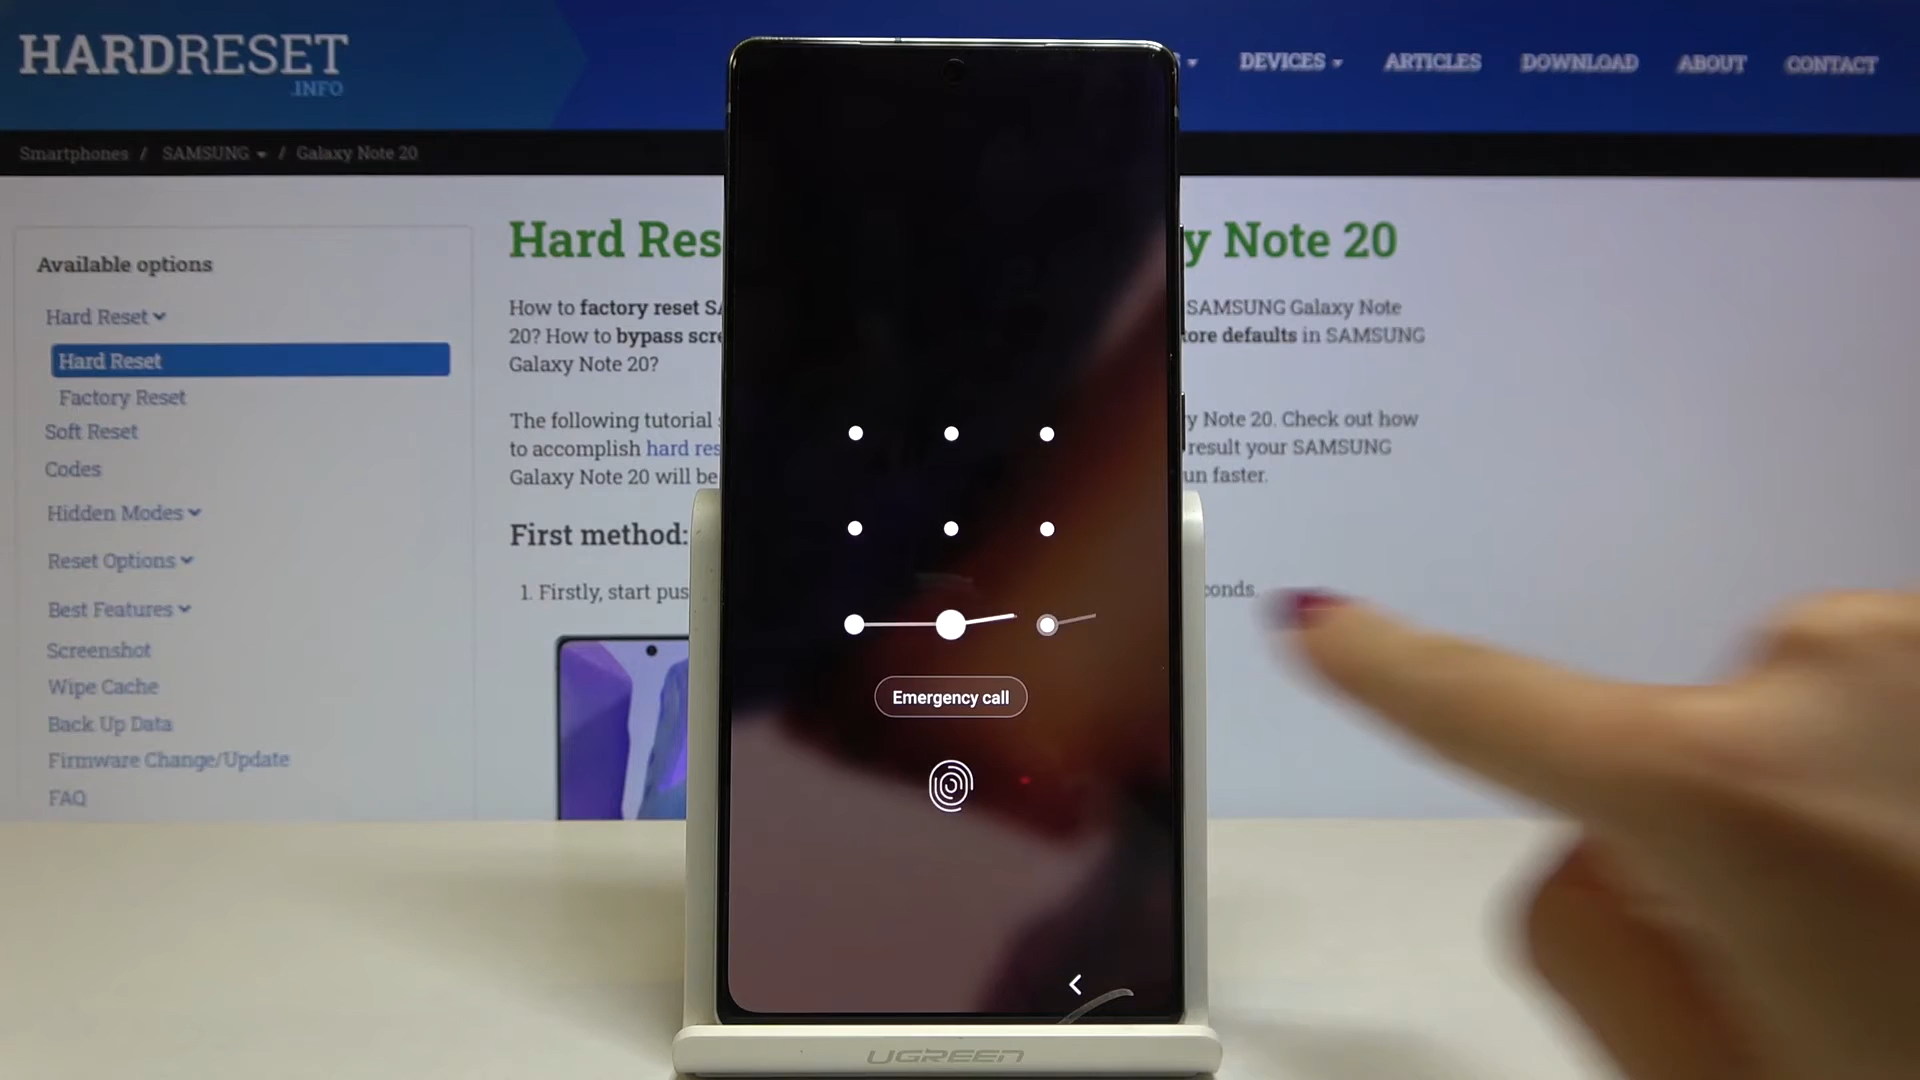 HARDRESET
.INFO
DEVICES
ARTICLES
DOWNLOAD
ABOUT
CONTACT
Smartphones / SAMSUNG / Galaxy Note 20
Available options
Hard Reset
Hard Reset
Factory Reset
Soft Reset
Codes
Hidden Modes
Reset Options
Best Features
Screenshot
Wipe Cache
Back Up Data
Firmware Change/Update
FAQ
Hard Res y Note 20
How to factory reset SA SAMSUNG Galaxy Note
20? How to bypass scre tore defaults in SAMSUNG
Galaxy Note 20?
The following tutorial y Note 20. Check out how
to accomplish hard res result your SAMSUNG
Galaxy Note 20 will be un faster.
First method:
1. Firstly, start pus conds.
Emergency call
UGREEN